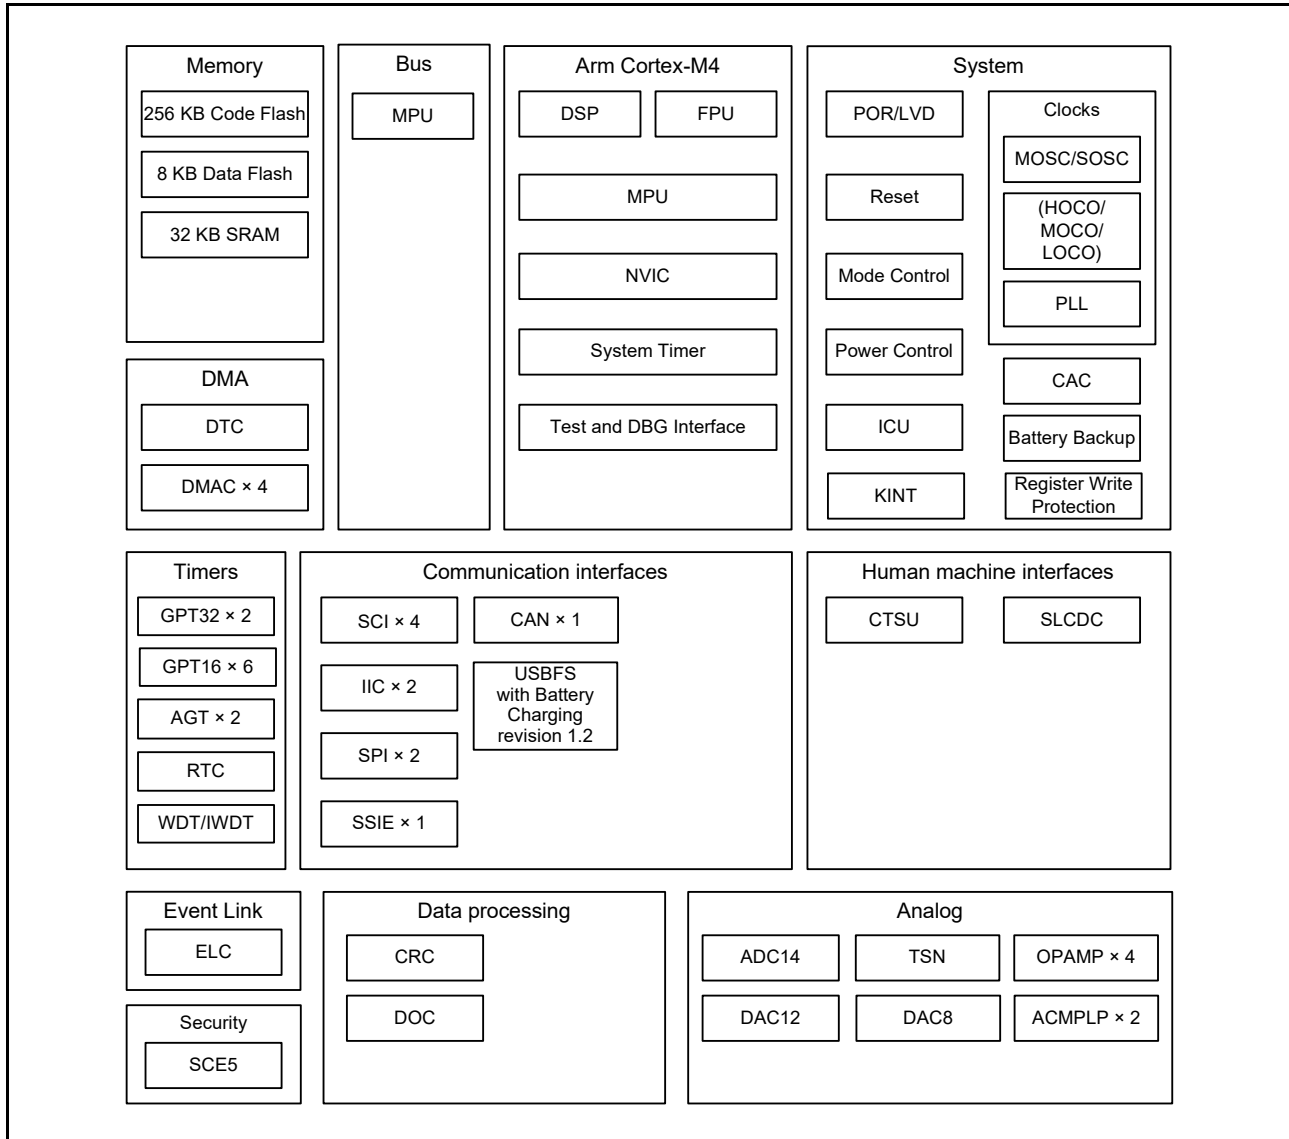 Memory
256 KB Code Flash
8 KB Data Flash
32 KB SRAM
DMA
DTC
DMAC × 4
Bus
MPU
Arm Cortex-M4
DSP
FPU
MPU
NVIC
System Timer
Test and DBG Interface
System
POR/LVD
Reset
Mode Control
Power Control
ICU
KINT
Clocks
MOSC/SOSC
(HOCO/
MOCO/
LOCO)
PLL
CAC
Battery Backup
Register Write
Protection
Timers
GPT32 × 2
GPT16 × 6
AGT × 2
RTC
WDT/IWDT
Communication interfaces
SCI × 4
IIC × 2
SPI × 2
SSIE × 1
CAN × 1
USBFS
with Battery
Charging
revision 1.2
Human machine interfaces
CTSU
SLCDC
Event Link
ELC
Security
SCE5
Data processing
CRC
DOC
Analog
ADC14
TSN
OPAMP × 4
DAC12
DAC8
ACMPLP × 2